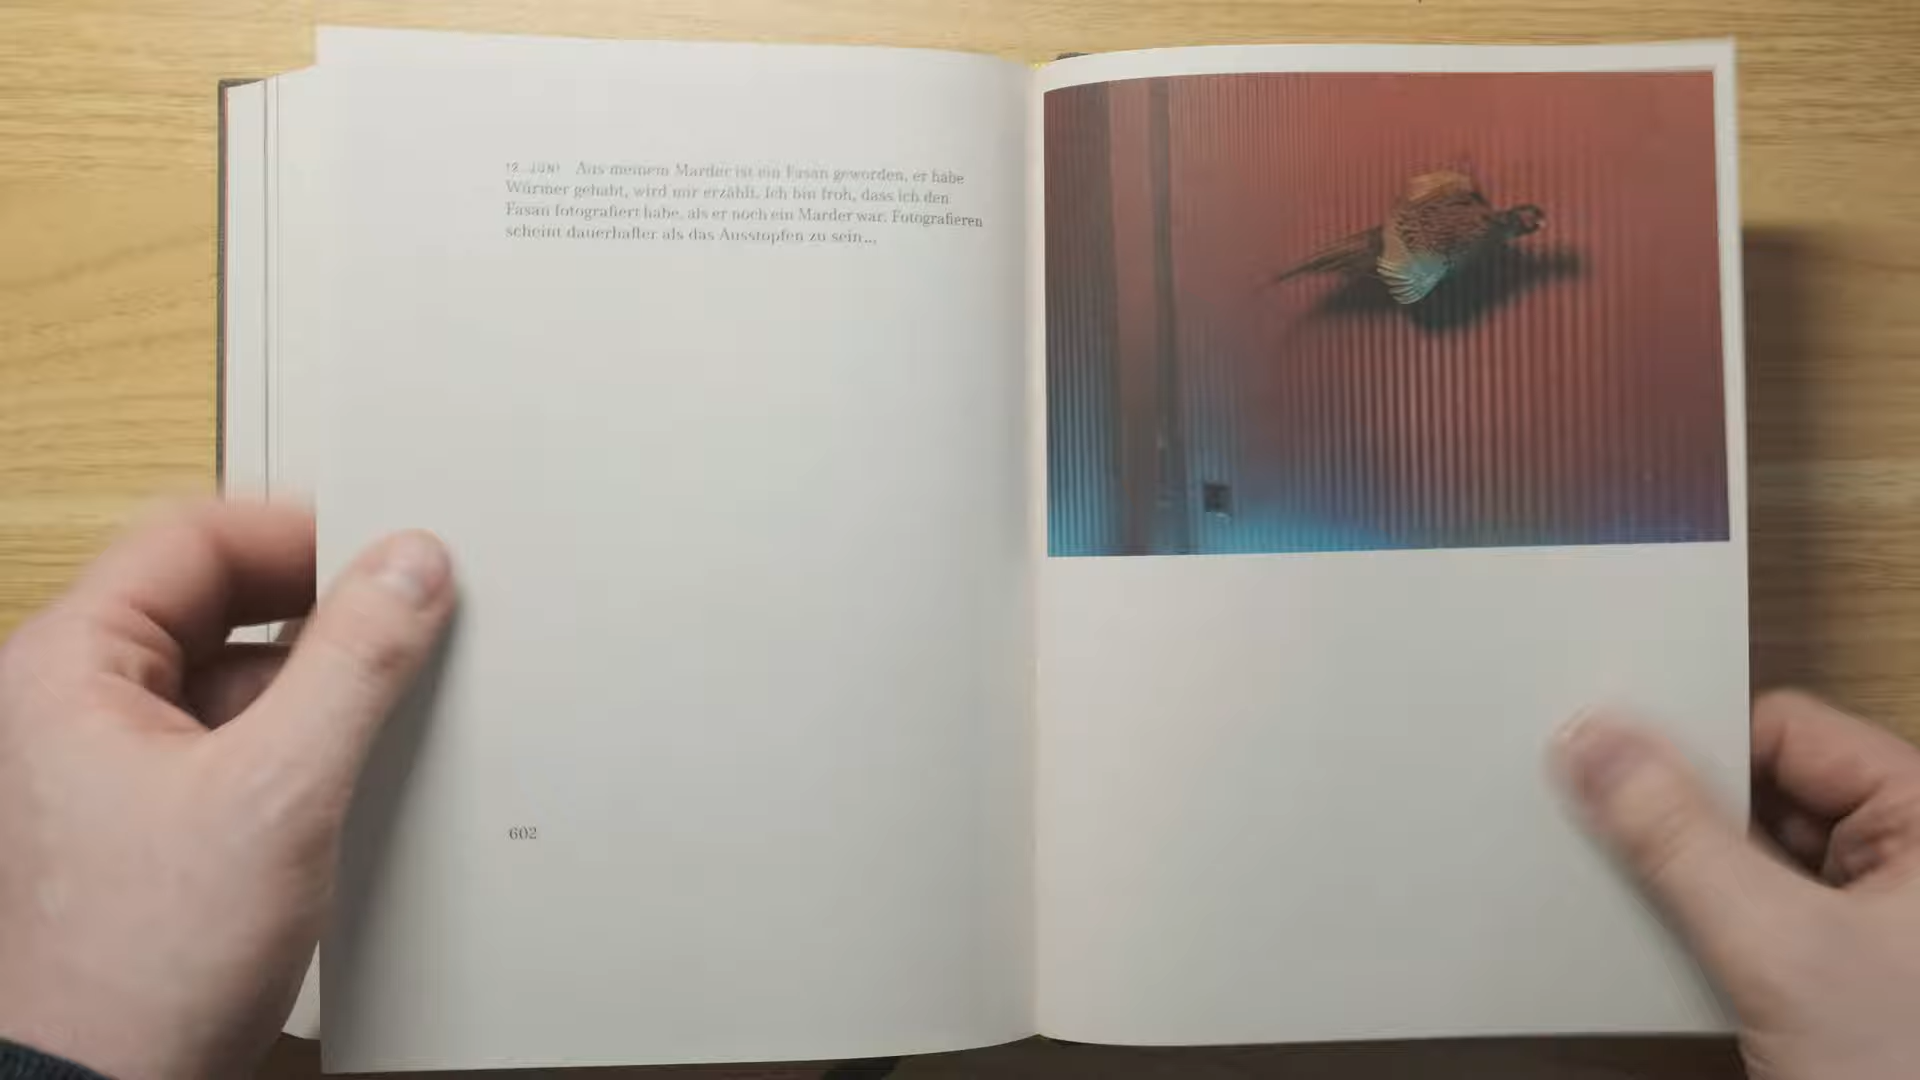 12. JUNI Aus meinem Marder ist ein Fasan geworden, er habe
Würmer gehabt, wird mir erzählt. Ich bin froh, dass ich den
Fasan fotografiert habe, als er noch ein Marder war. Fotografieren
scheint dauerhafter als das Ausstopfen zu sein...
602